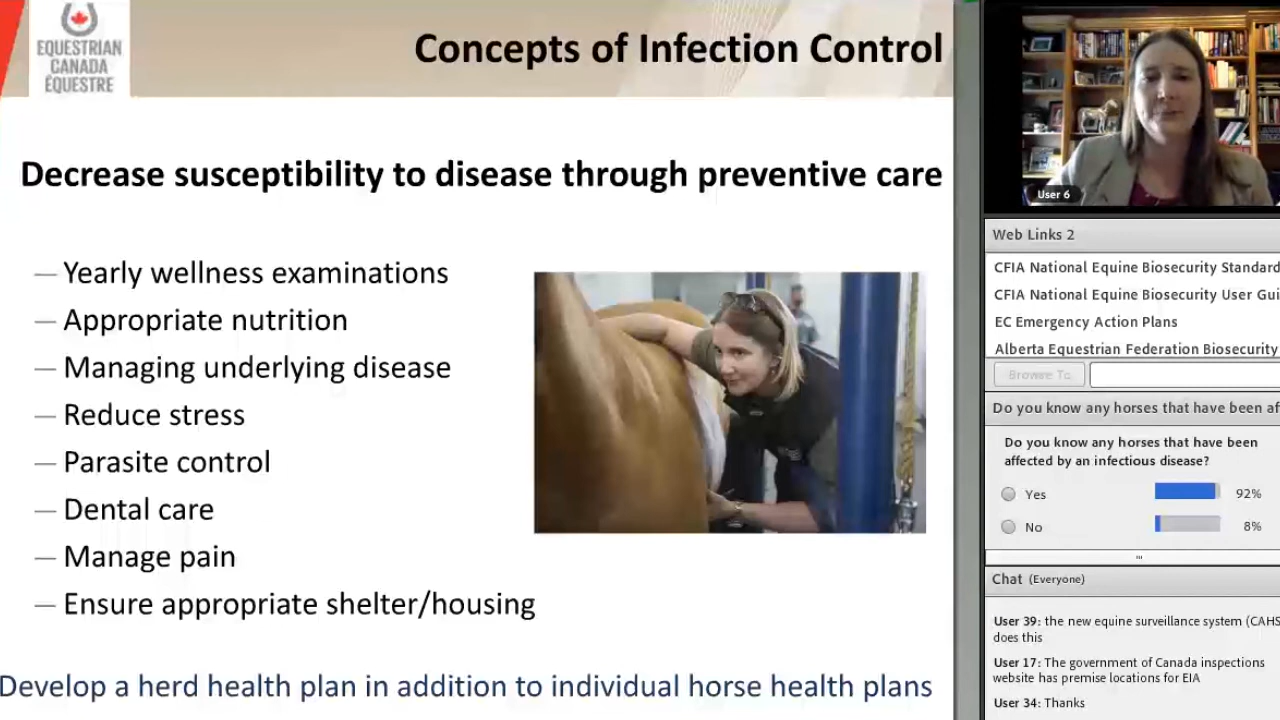 EQUESTRIAN
CANADA
ÉQUESTRE
Concepts of Infection Control
Decrease susceptibility to disease through preventive care
— Yearly wellness examinations
— Appropriate nutrition
— Managing underlying disease
— Reduce stress
— Parasite control
— Dental care
— Manage pain
— Ensure appropriate shelter/housing
Develop a herd health plan in addition to individual horse health plans
User 6
Web Links 2
CFIA National Equine Biosecurity Standard
CFIA National Equine Biosecurity User Gui
EC Emergency Action Plans
Alberta Equestrian Federation Biosecurity
Browse To
Do you know any horses that have been af
Do you know any horses that have been
affected by an infectious disease?
Yes 92%
No 8%
Chat (Everyone)
User 39: the new equine surveillance system (CAHS
does this
User 17: The government of Canada inspections
website has premise locations for EIA
User 34: Thanks